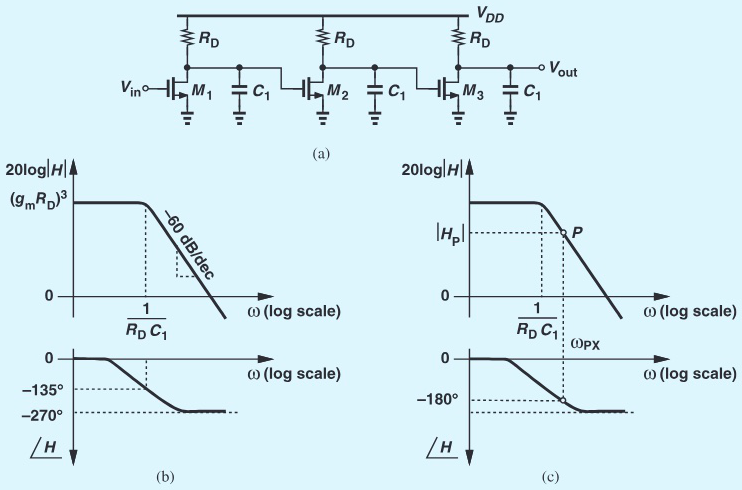 V_DD
R_D R_D R_D
V_out
V_in M_1 C_1 M_2 C_1 M_3 C_1
(a)
20log|H|
(g_m R_D)^3
–60 dB/dec
0
1
R_D C_1
ω (log scale)
0
ω (log scale)
–135°
–270°
∠H
(b)
20log|H|
|H_P|
P
0
1
R_D C_1
ω (log scale)
ω_PX
0
ω (log scale)
–180°
∠H
(c)